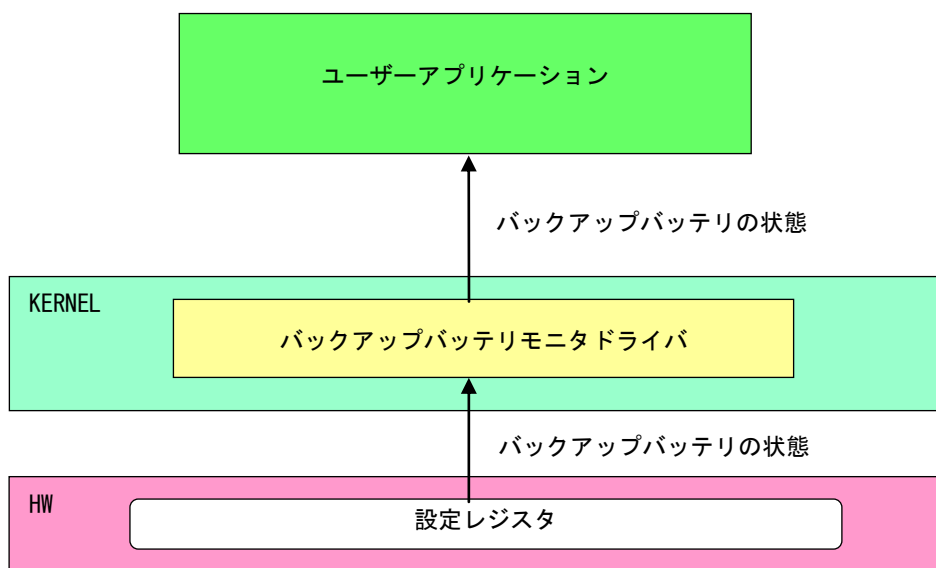 ユーザーアプリケーション
バックアップバッテリの状態
KERNEL
バックアップバッテリモニタドライバ
バックアップバッテリの状態
HW
設定レジスタ